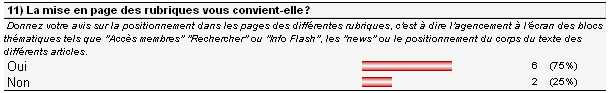 11) La mise en page des rubriques vous convient-elle?
Donnez votre avis sur la positionnement dans les pages des différentes rubriques, c'est à dire l'agencement à l'écran des blocs
thématiques tels que "Accès membres" "Rechercher" ou "Info Flash", les "news" ou le positionnement du corps du texte des
différents articles.
Oui 6 (75%)
Non 2 (25%)